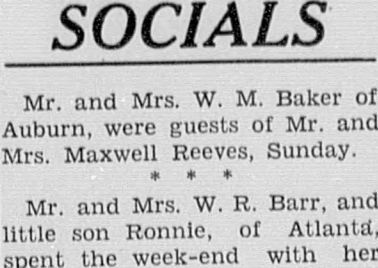 SOCIALS
Mr. and Mrs. W. M. Baker of
Auburn, were guests of Mr. and
Mrs. Maxwell Reeves, Sunday.
* * *
Mr. and Mrs. W. R. Barr, and
little son Ronnie, of Atlanta,
spent the week-end with her